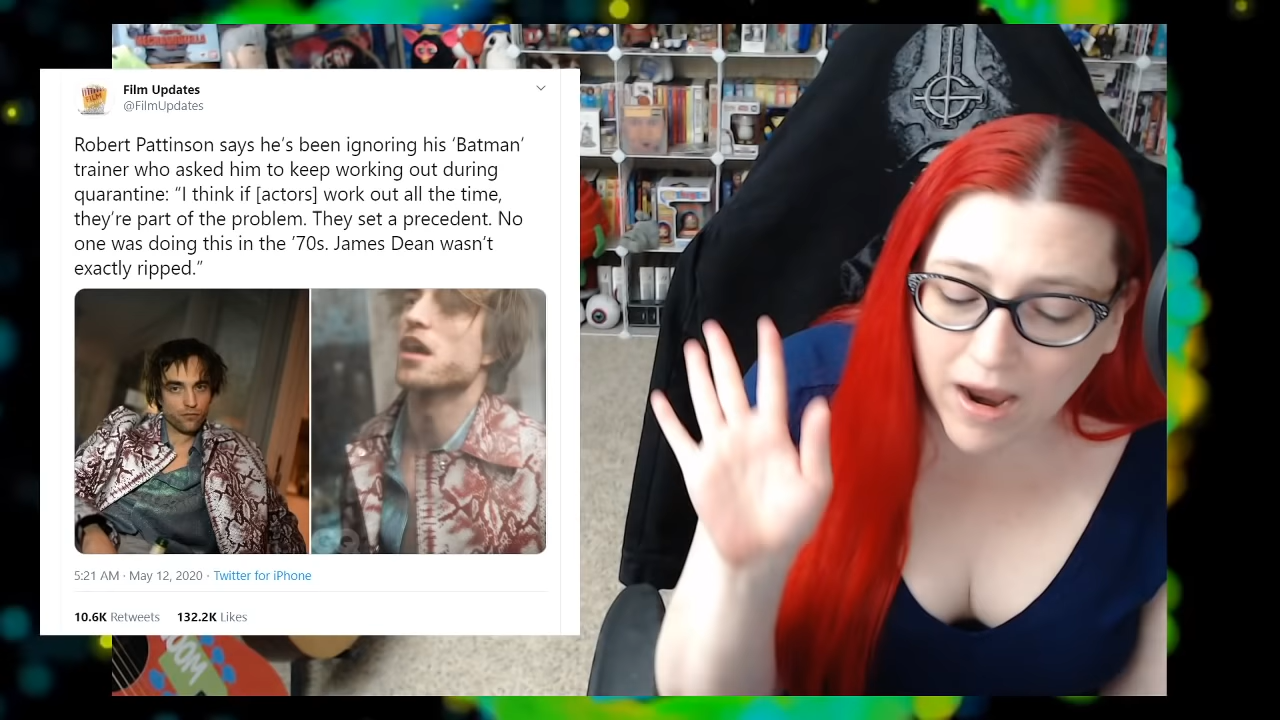 Film Updates
@FilmUpdates
Robert Pattinson says he’s been ignoring his ‘Batman’
trainer who asked him to keep working out during
quarantine: “I think if [actors] work out all the time,
they’re part of the problem. They set a precedent. No
one was doing this in the ’70s. James Dean wasn’t
exactly ripped.”
5:21 AM · May 12, 2020 · Twitter for iPhone
10.6K Retweets 132.2K Likes